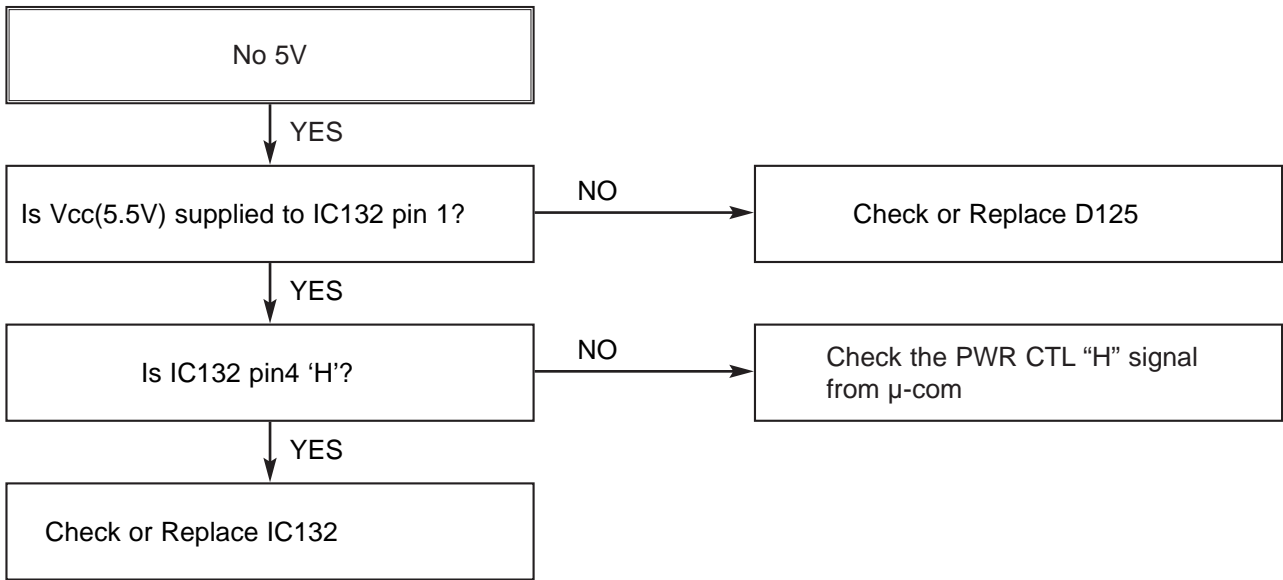 No 5V
YES
Is Vcc(5.5V) supplied to IC132 pin 1?
NO
Check or Replace D125
YES
Is IC132 pin4 ‘H’?
NO
Check the PWR CTL “H” signal
from µ-com
YES
Check or Replace IC132